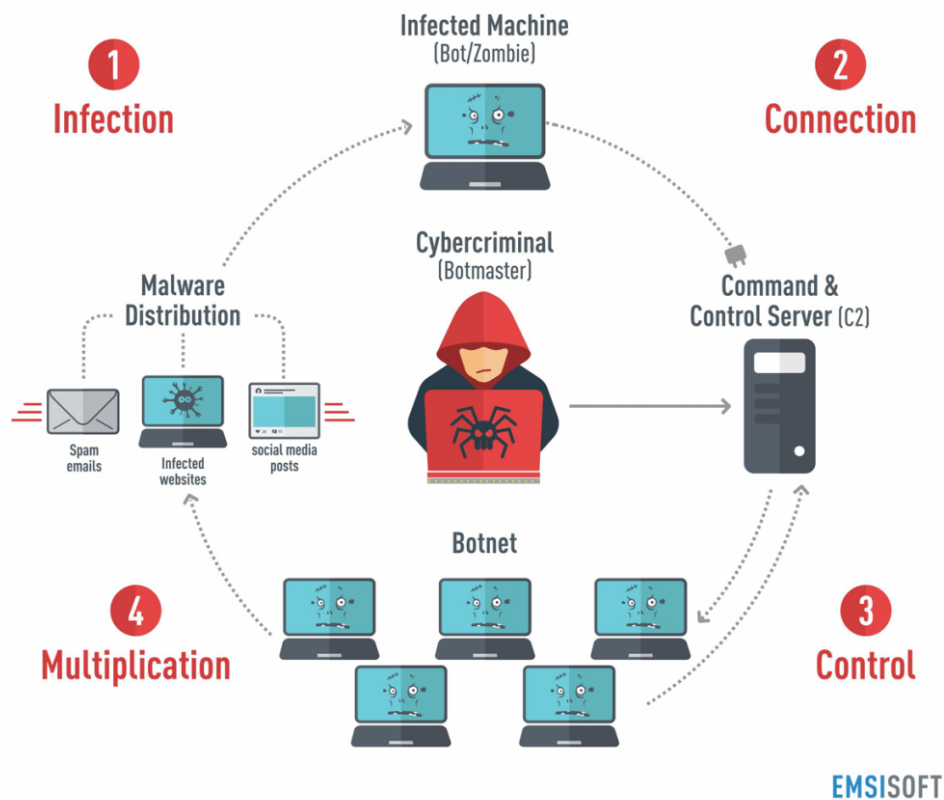 Infected Machine
(Bot/Zombie)
1
Infection
2
Connection
Cybercriminal
(Botmaster)
Malware
Distribution
Command &
Control Server (C2)
Spam
emails
Infected
websites
social media
posts
Botnet
4
Multiplication
3
Control
EMSISOFT